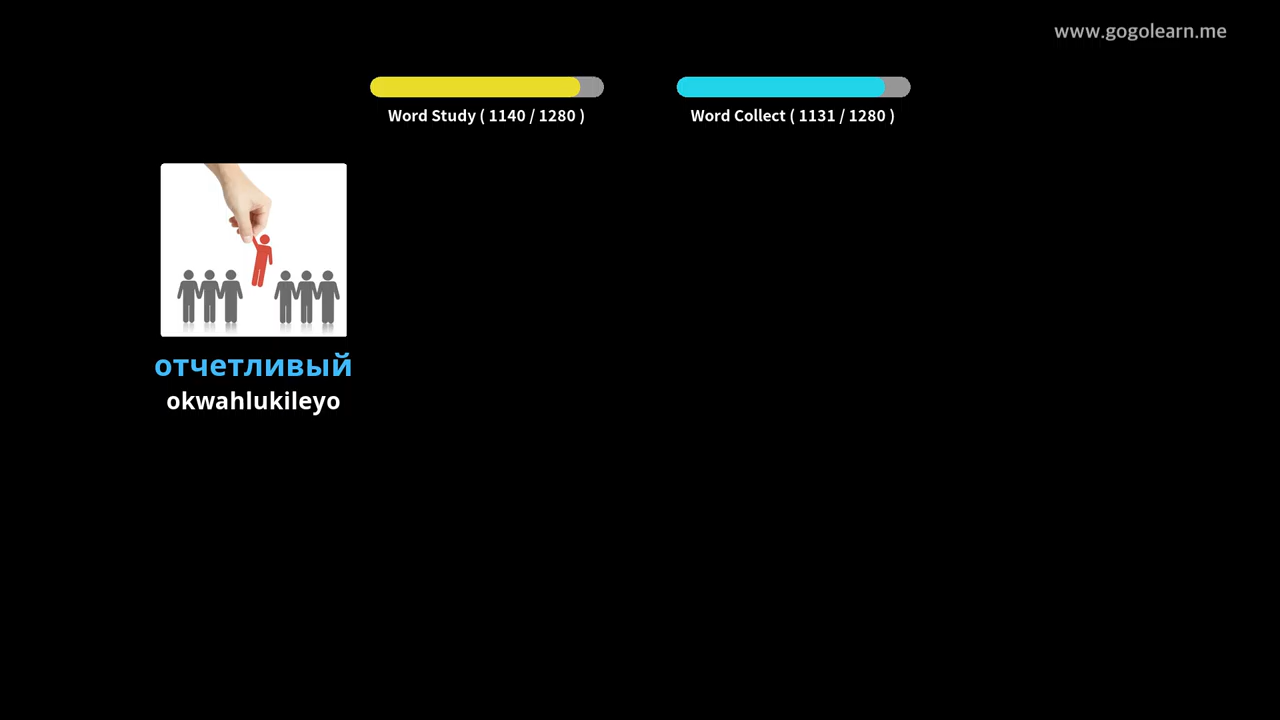 www.gogolearn.me
Word Study ( 1140 / 1280 )
Word Collect ( 1131 / 1280 )
отчетливый
okwahlukileyo